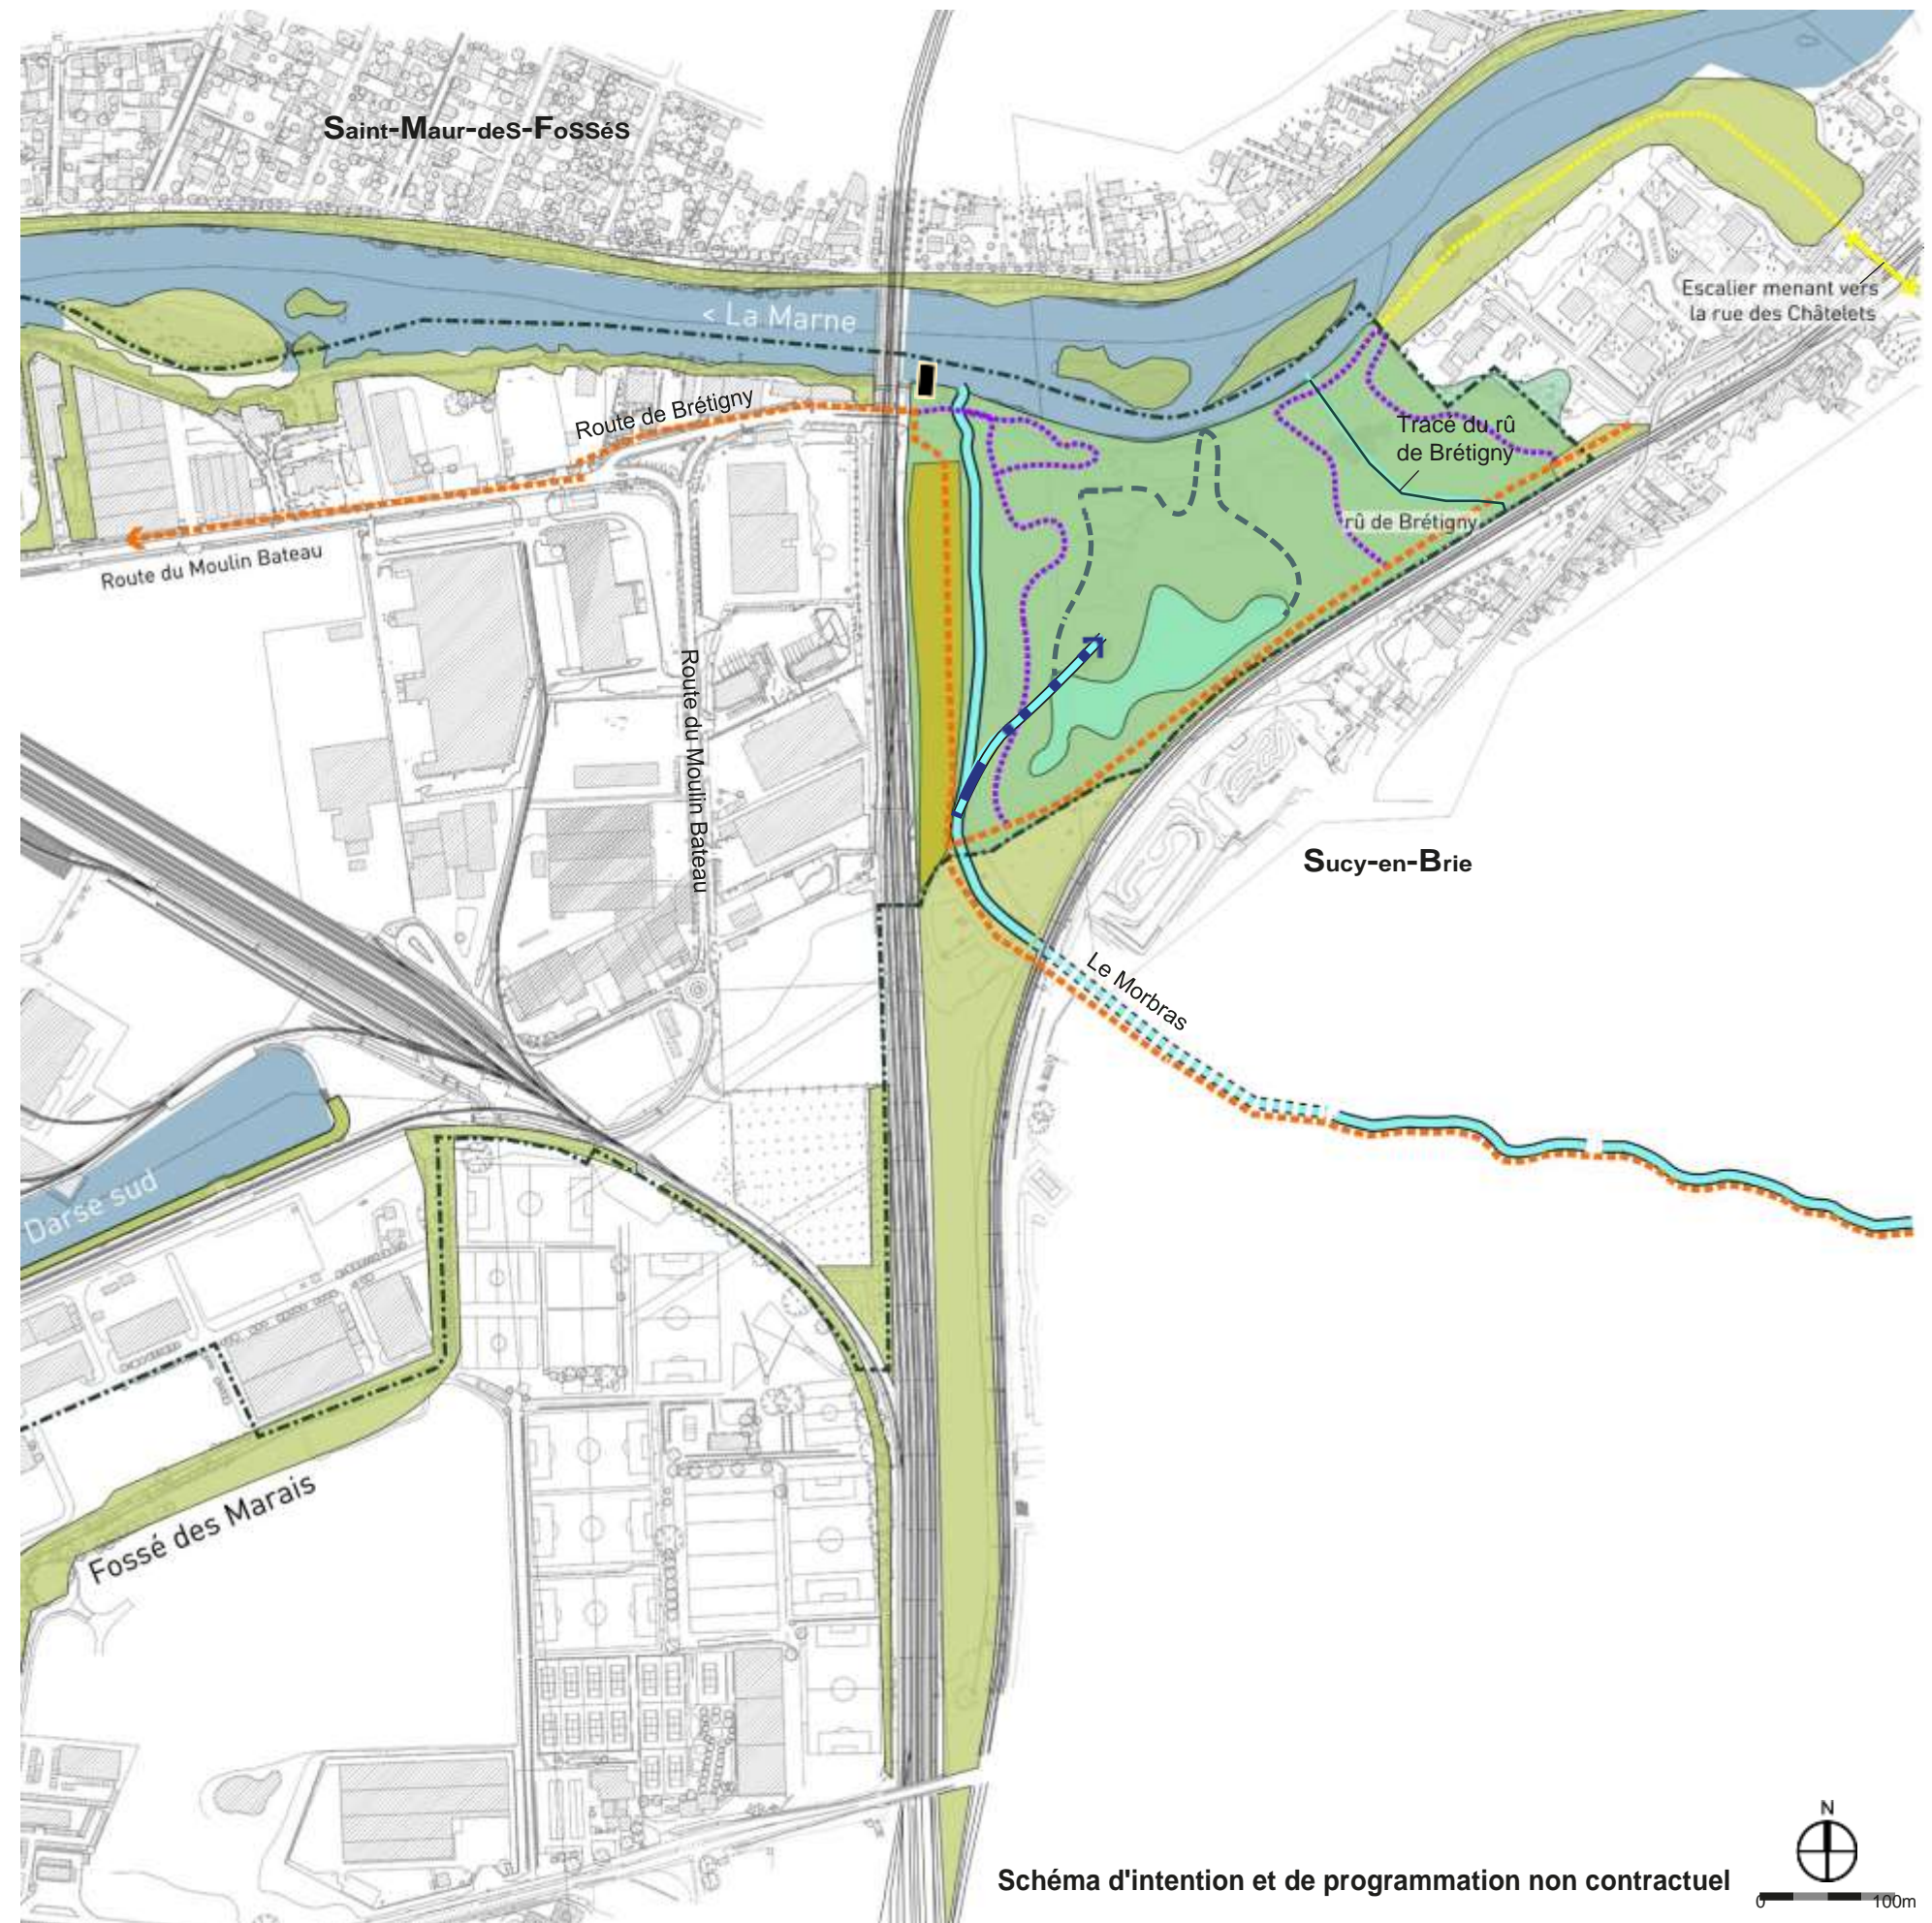 Saint-Maur-deS-FoSSéS
< La Marne
Escalier menant vers
la rue des Châtelets
Route de Brétigny
Tracé du rû
de Brétigny
rû de Brétigny
Route du Moulin Bateau
Route du Moulin Bateau
Sucy-en-Brie
Le Morbras
Darse sud
Fossé des Marais
N
Schéma d'intention et de programmation non contractuel
0
100m